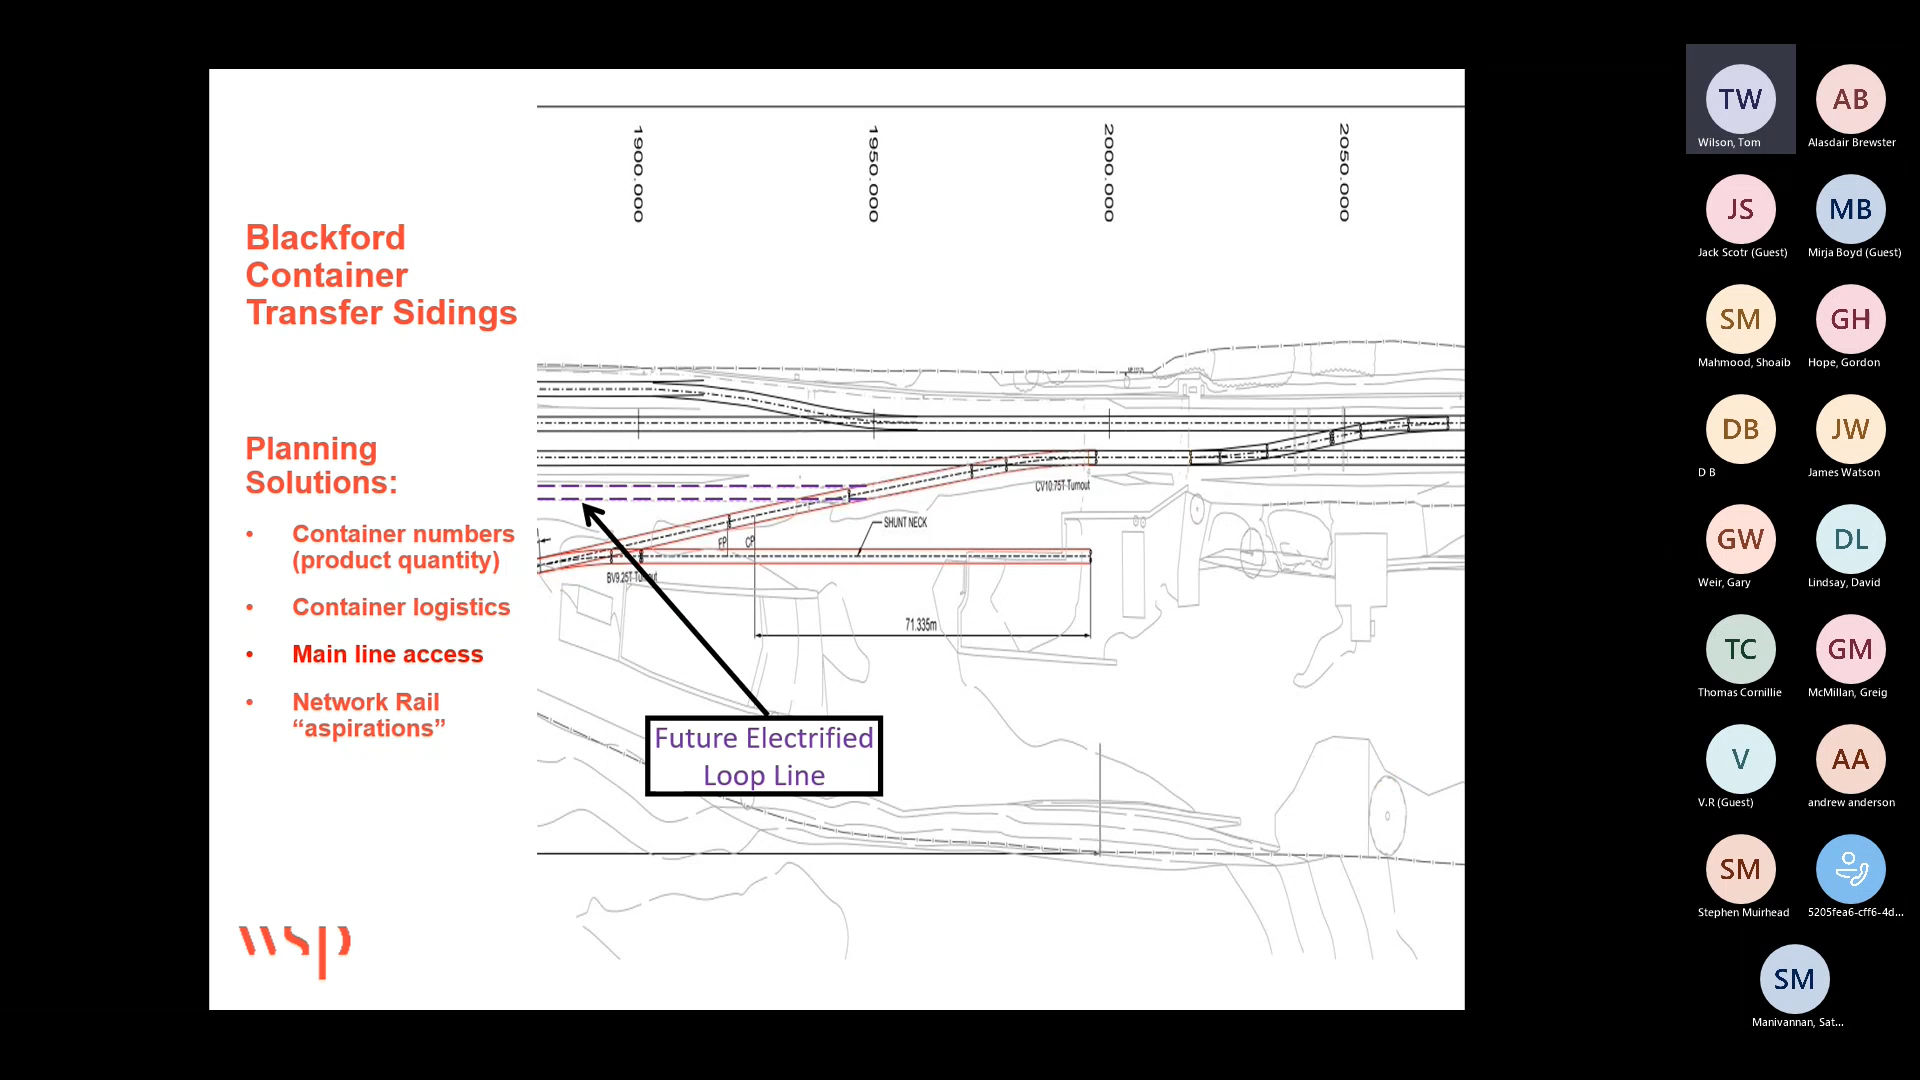 Blackford
Container
Transfer Sidings
Planning
Solutions:
• Container numbers
(product quantity)
• Container logistics
• Main line access
• Network Rail
“aspirations”
wsp
1900.000
1950.000
2000.000
2050.000
CV10.75T Turnout
SHUNT NECK
FP
CP
BV9.25T Turnout
71.335m
Future Electrified
Loop Line
TW
Wilson, Tom
AB
Alasdair Brewster
JS
Jack Scotr (Guest)
MB
Mirja Boyd (Guest)
SM
Mahmood, Shoaib
GH
Hope, Gordon
DB
D B
JW
James Watson
GW
Weir, Gary
DL
Lindsay, David
TC
Thomas Cornillie
GM
McMillan, Greig
V
V.R (Guest)
AA
andrew anderson
SM
Stephen Muirhead
5205fea6-cff6-4d...
SM
Manivannan, Sat...